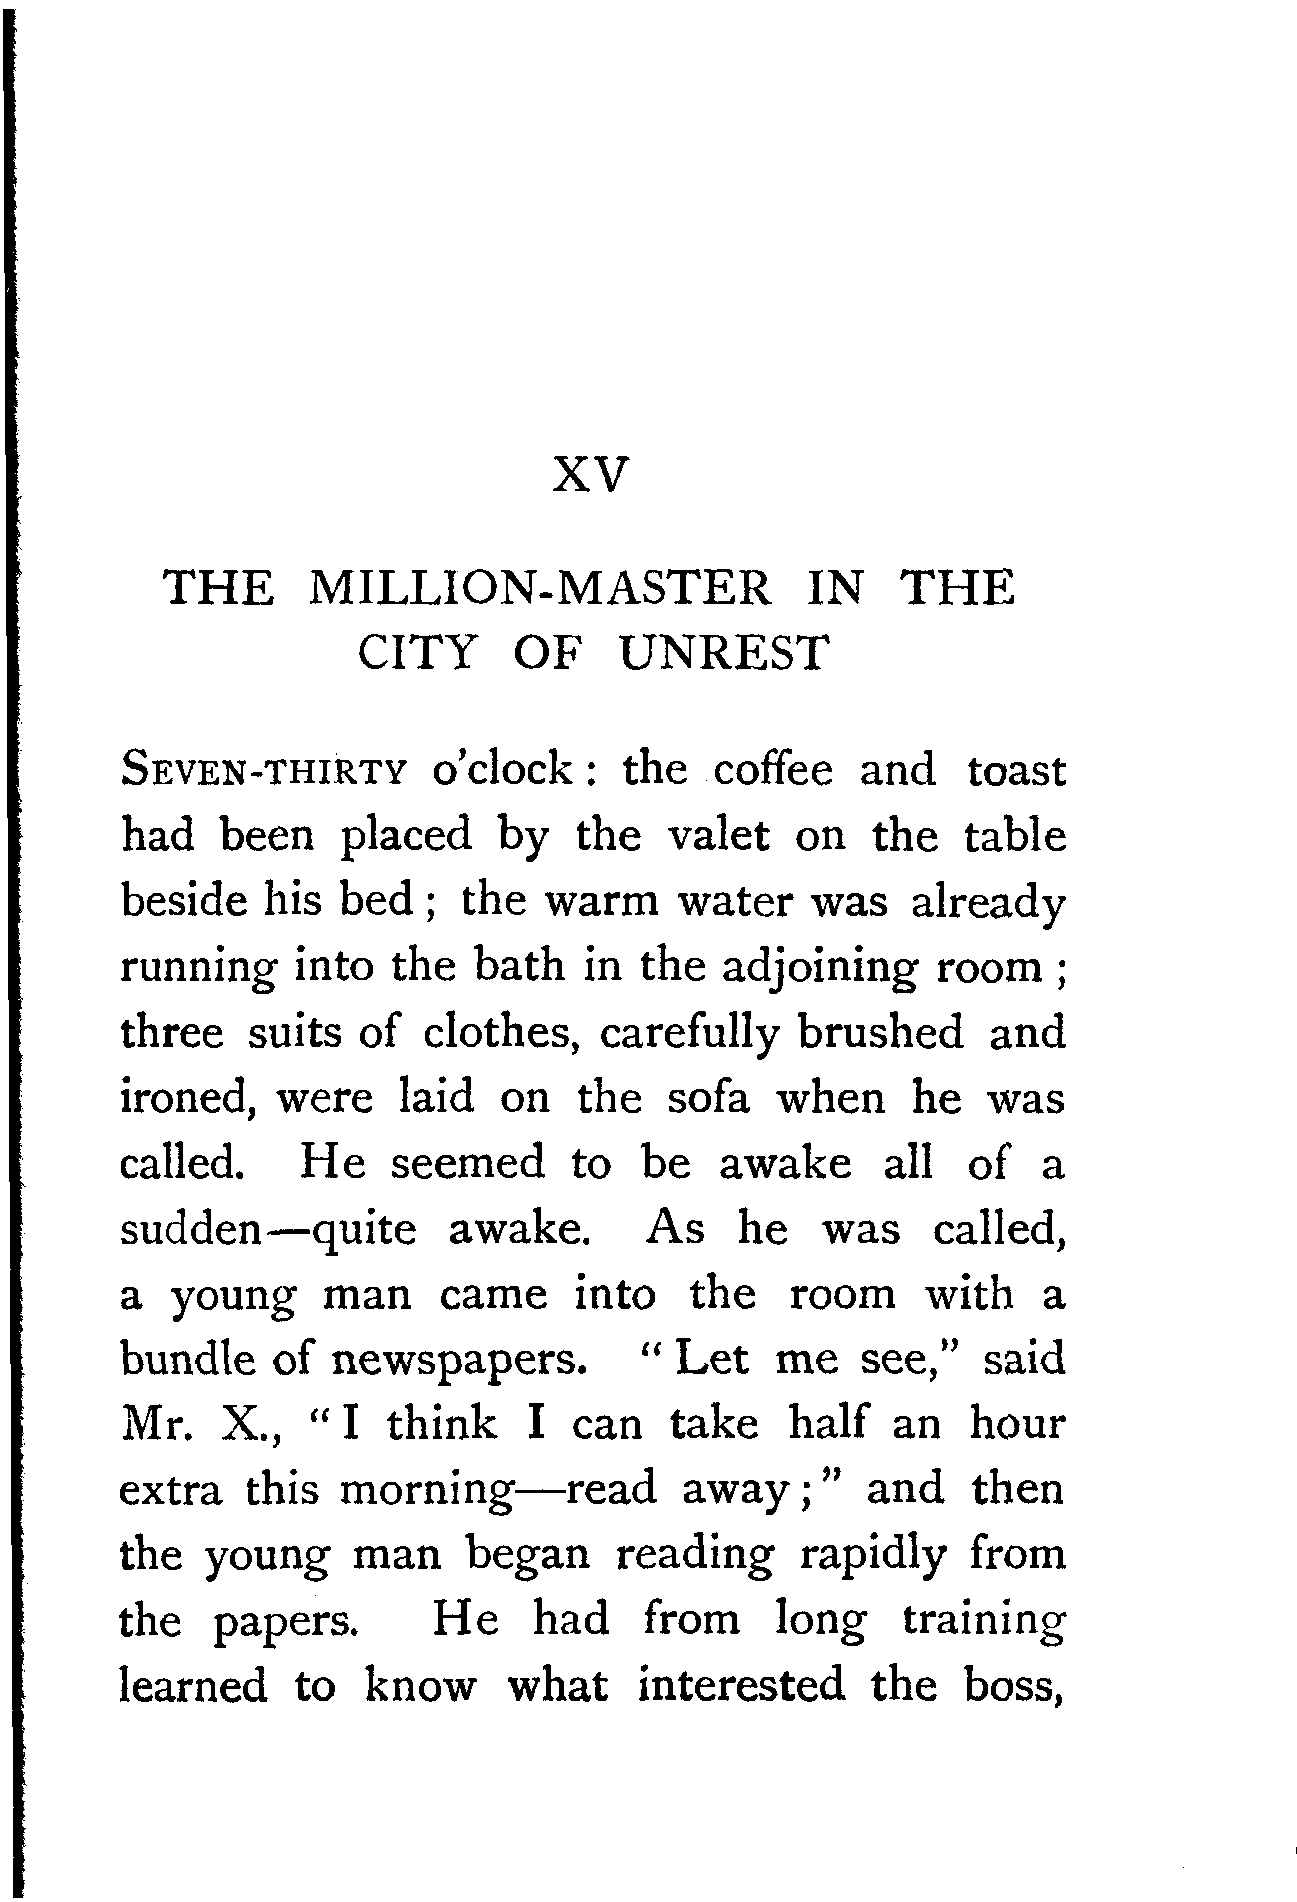 XV
THE MILLION-MASTER IN THE
CITY OF UNREST
SEVEN-THIRTY o'clock : the coffee and toast
had been placed by the valet on the table
beside his bed ; the warm water was already
running into the bath in the adjoining room ;
three suits of clothes, carefully brushed and
ironed, were laid on the sofa when he was
called. He seemed to be awake all of a
sudden—quite awake. As he was called,
a young man came into the room with a
bundle of newspapers. “ Let me see,” said
Mr. X., “ I think I can take half an hour
extra this morning—read away ; ” and then
the young man began reading rapidly from
the papers. He had from long training
learned to know what interested the boss,